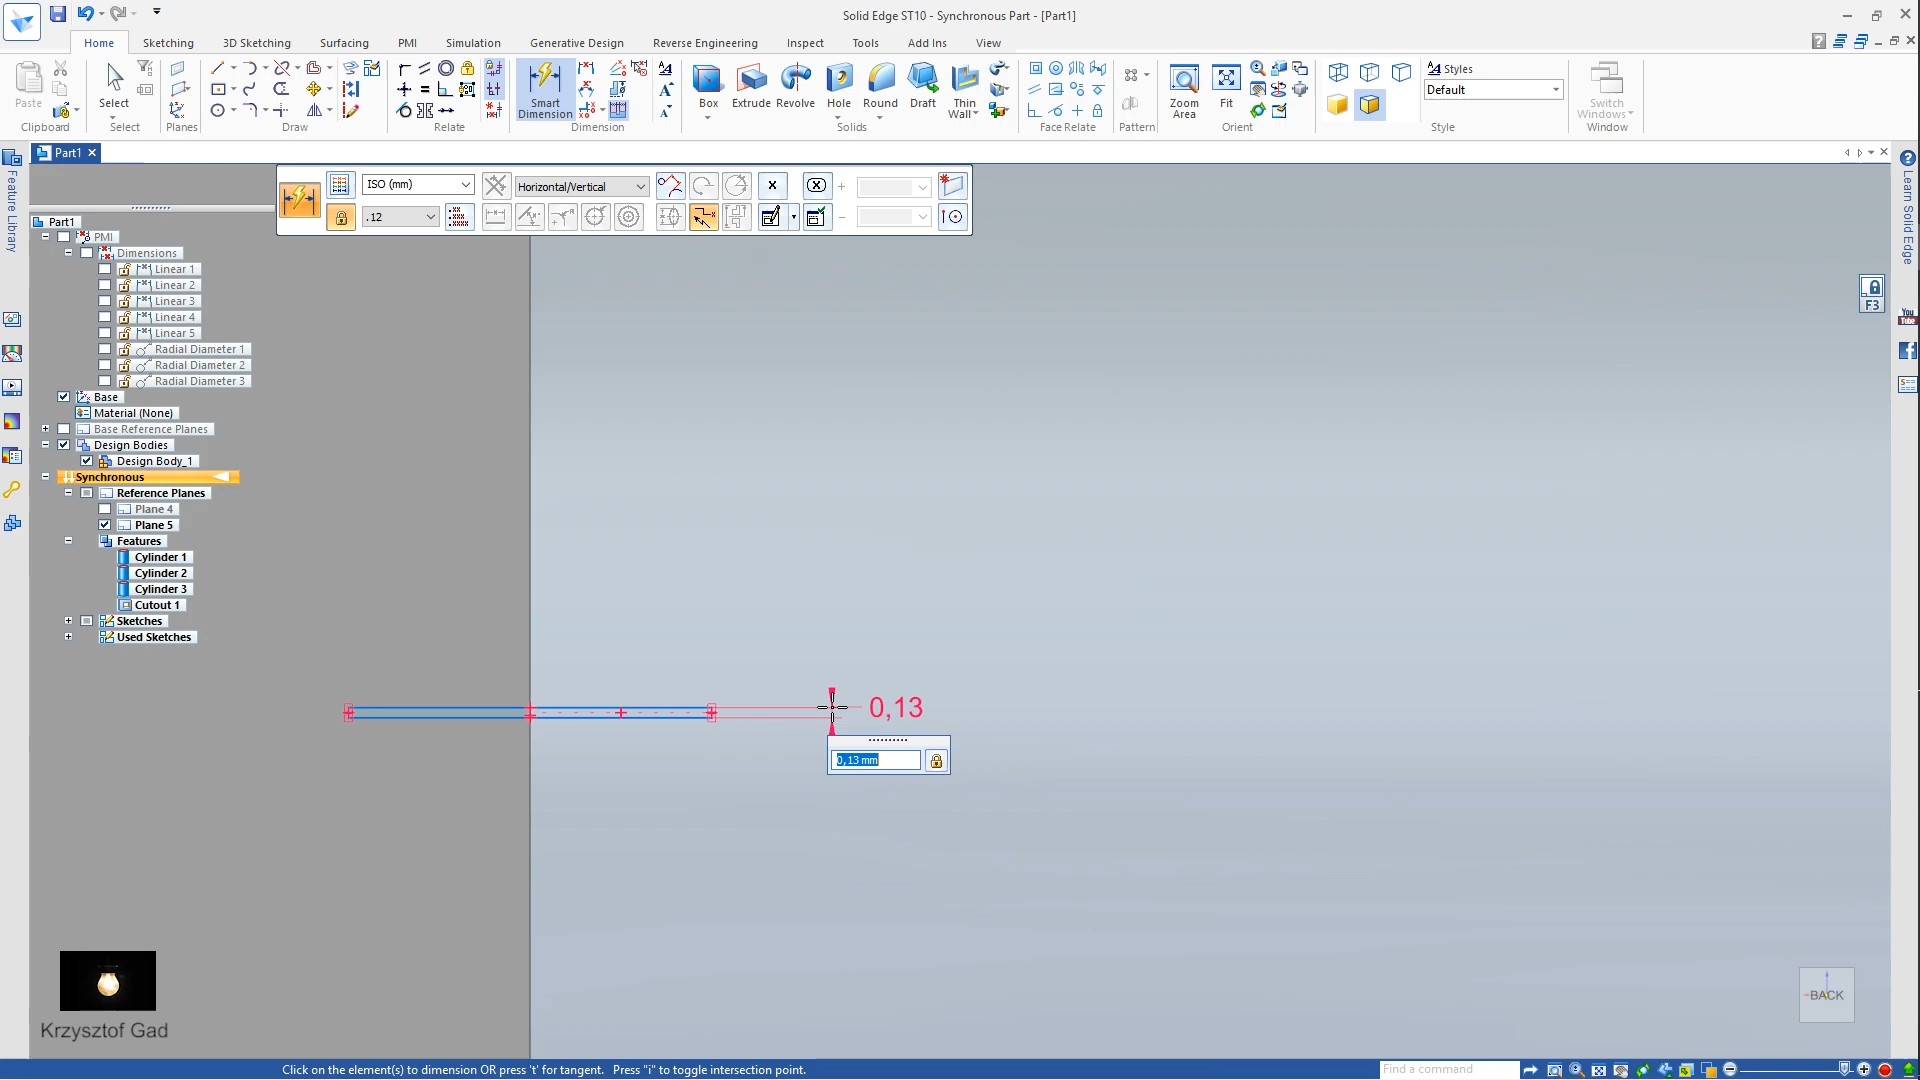 Solid Edge ST10 - Synchronous Part - [Part1]
Home
Sketching
3D Sketching
Surfacing
PMI
Simulation
Generative Design
Reverse Engineering
Inspect
Tools
Add Ins
View
Paste
Clipboard
Select
Select
Planes
Draw
Relate
Smart
Dimension
Dimension
Box
Extrude
Revolve
Hole
Round
Draft
Thin
Wall
Solids
Face Relate
Pattern
Zoom
Area
Fit
Orient
Styles
Default
Style
Switch
Windows
Window
Part1
ISO (mm)
Horizontal/Vertical
.12
Feature Library
Learn Solid Edge
You
Tube
F3
Part1
PMI
Dimensions
Linear 1
Linear 2
Linear 3
Linear 4
Linear 5
Radial Diameter 1
Radial Diameter 2
Radial Diameter 3
Base
Material (None)
Base Reference Planes
Design Bodies
Design Body_1
Synchronous
Reference Planes
Plane 4
Plane 5
Features
Cylinder 1
Cylinder 2
Cylinder 3
Cutout 1
Sketches
Used Sketches
0,13
0,13 mm
BACK
Krzysztof Gad
Click on the element(s) to dimension OR press 't' for tangent. Press "i" to toggle intersection point.
Find a command